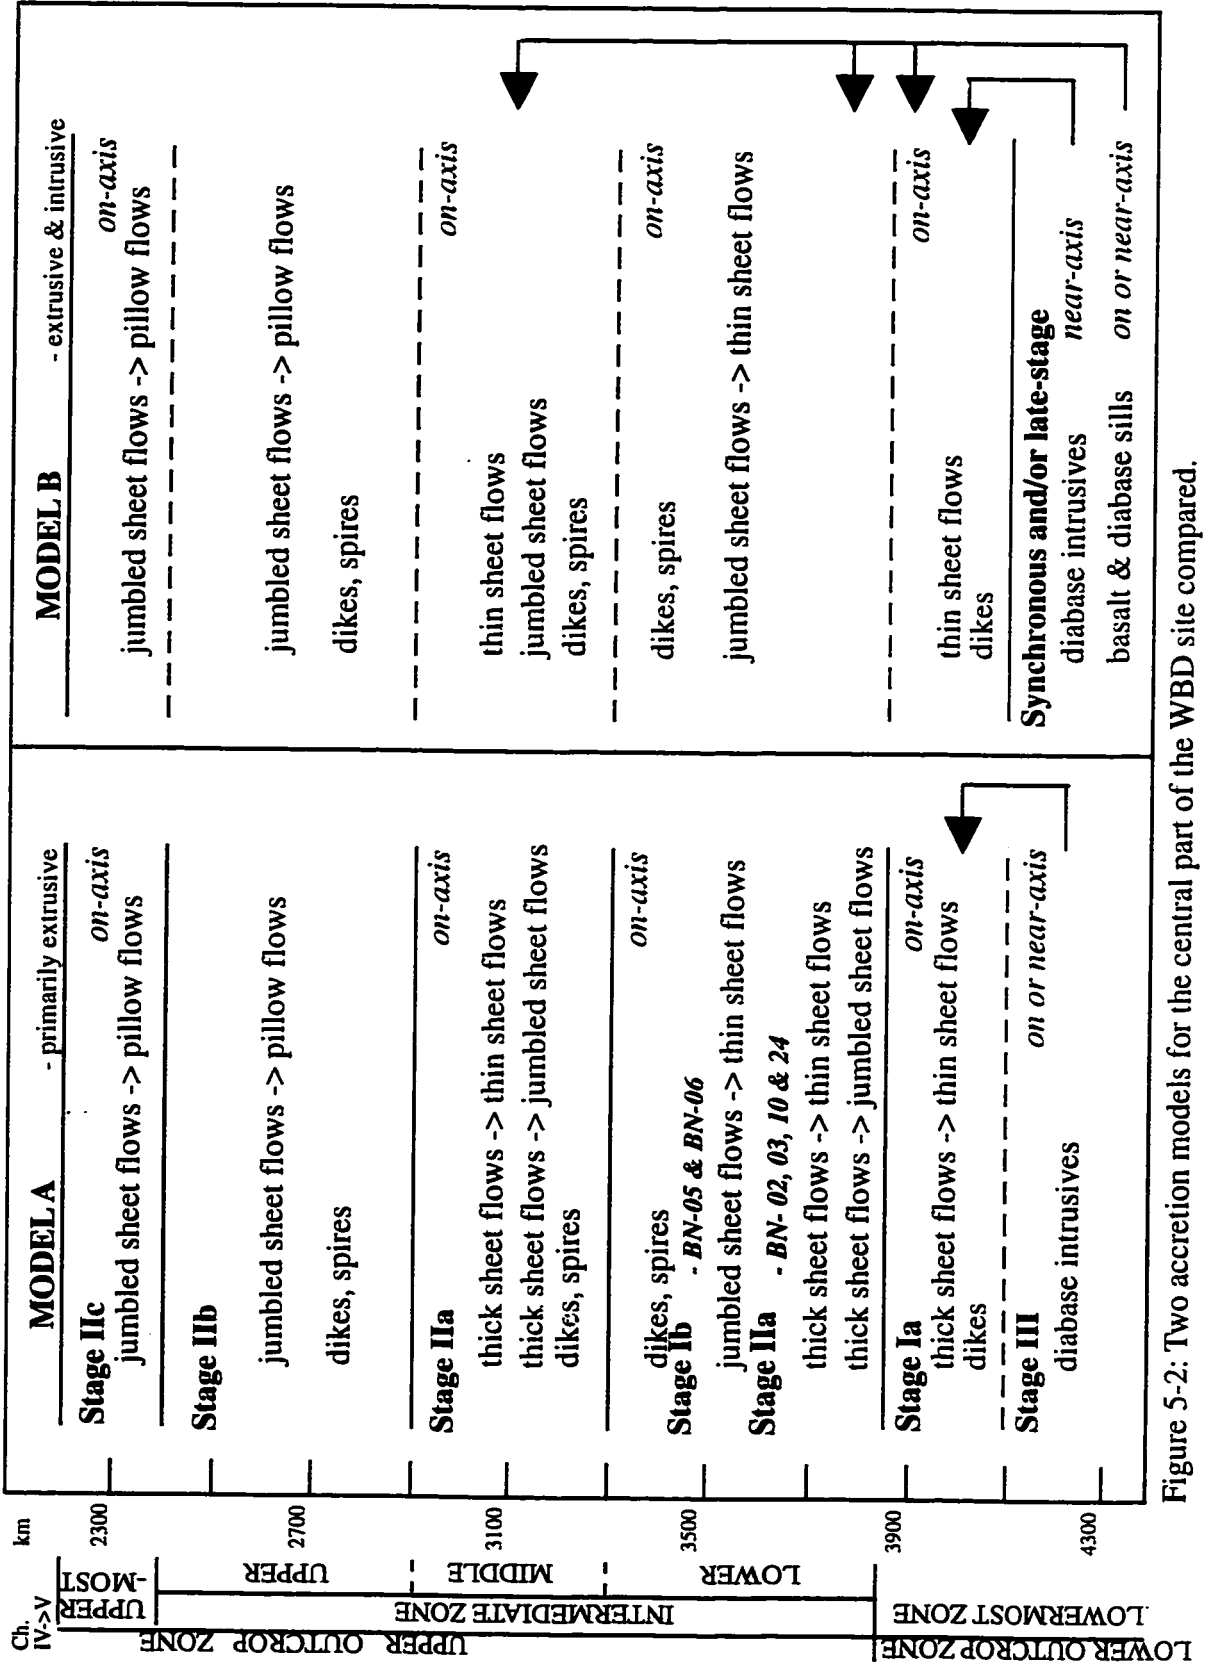 Ch.
IV->V
km
UPPER OUTCROP ZONE
LOWER OUTCROP ZONE
UPPER
-MOST
INTERMEDIATE ZONE
UPPER
MIDDLE
LOWER
LOWERMOST ZONE
2300
2700
3100
3500
3900
4300
MODEL A - primarily extrusive
Stage IIc on-axis
jumbled sheet flows -> pillow flows
Stage IIb
jumbled sheet flows -> pillow flows
dikes, spires
Stage IIa on-axis
thick sheet flows -> thin sheet flows
thick sheet flows -> jumbled sheet flows
dikes, spires
on-axis
dikes, spires
Stage Ib - BN-05 & BN-06
jumbled sheet flows -> thin sheet flows
Stage IIa - BN- 02, 03, 10 & 24
thick sheet flows -> thin sheet flows
thick sheet flows -> jumbled sheet flows
Stage Ia on-axis
thick sheet flows -> thin sheet flows
dikes
Stage III on or near-axis
diabase intrusives
MODEL B - extrusive & intrusive
on-axis
jumbled sheet flows -> pillow flows
jumbled sheet flows -> pillow flows
dikes, spires
on-axis
thin sheet flows
jumbled sheet flows
dikes, spires
on-axis
dikes, spires
jumbled sheet flows -> thin sheet flows
on-axis
thin sheet flows
dikes
Synchronous and/or late-stage
diabase intrusives near-axis
basalt & diabase sills on or near-axis
Figure 5-2: Two accretion models for the central part of the WBD site compared.